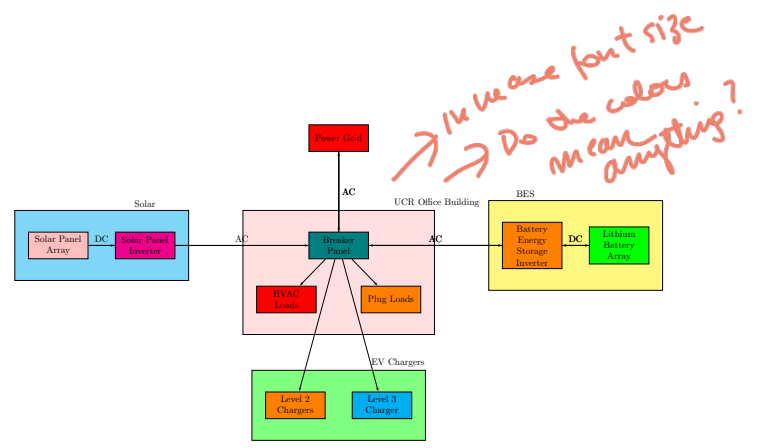 → Increase font size
→ Do the colors
mean
anything?
Power Grid
AC
Solar
UCR Office Building
BES
Solar Panel
Array
DC
Solar Panel
Inverter
AC
Breaker
Panel
AC
Battery
Energy
Storage
Inverter
DC
Lithium
Battery
Array
HVAC
Loads
Plug Loads
EV Chargers
Level 2
Chargers
Level 3
Charger